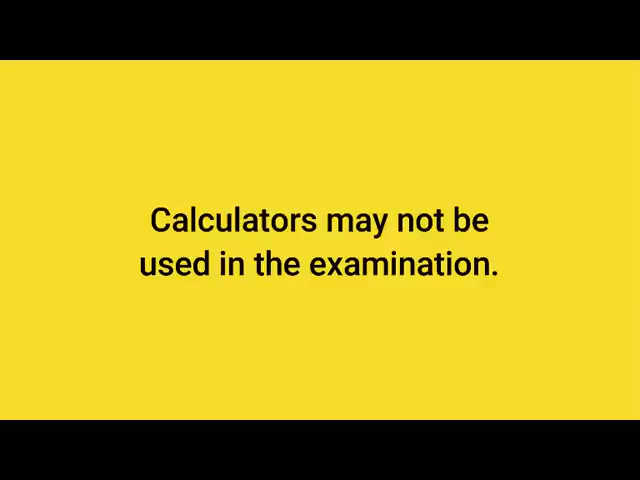 Calculators may not be
used in the examination.